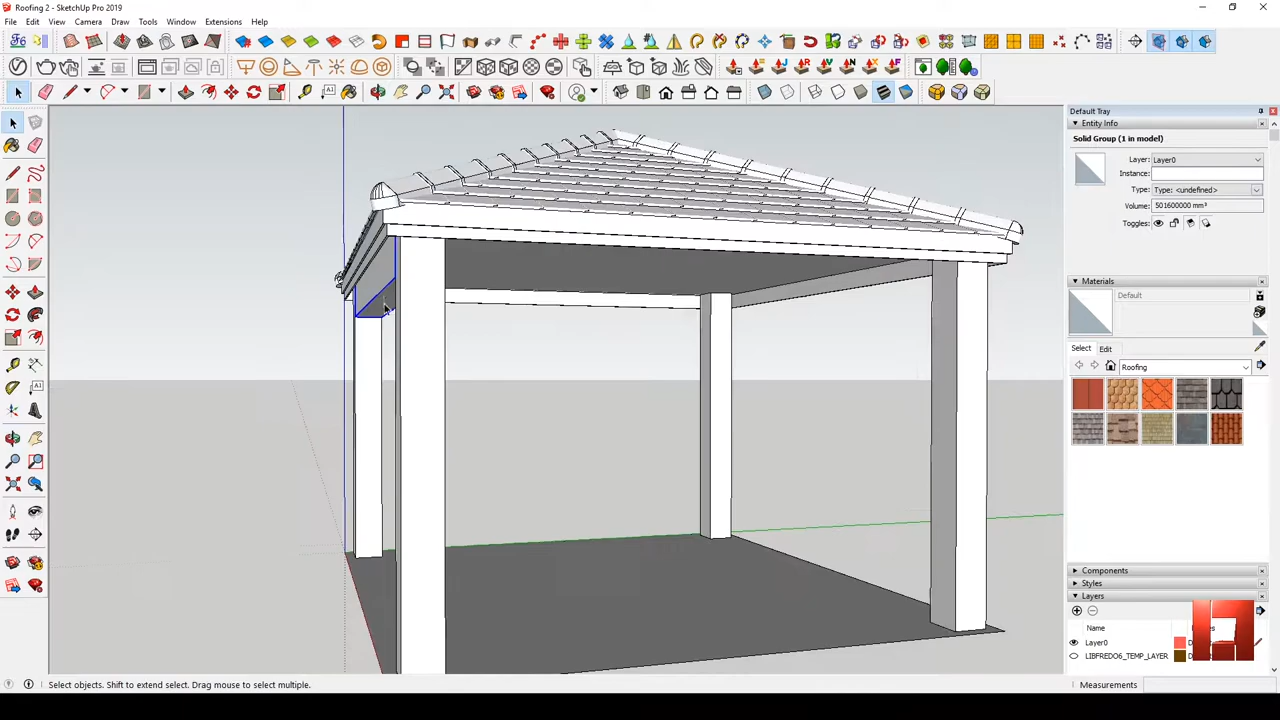 Roofing 2 - SketchUp Pro 2019
File Edit View Camera Draw Tools Window Extensions Help
Default Tray
Entity Info
Solid Group (1 in model)
Layer: Layer0
Instance:
Type: Type: <undefined>
Volume: 501600000 mm³
Toggles:
Materials
Default
Select Edit
Roofing
Components
Styles
Layers
Name
Layer0
LIBFREDO6_TEMP_LAYER
Select objects. Shift to extend select. Drag mouse to select multiple.
Measurements